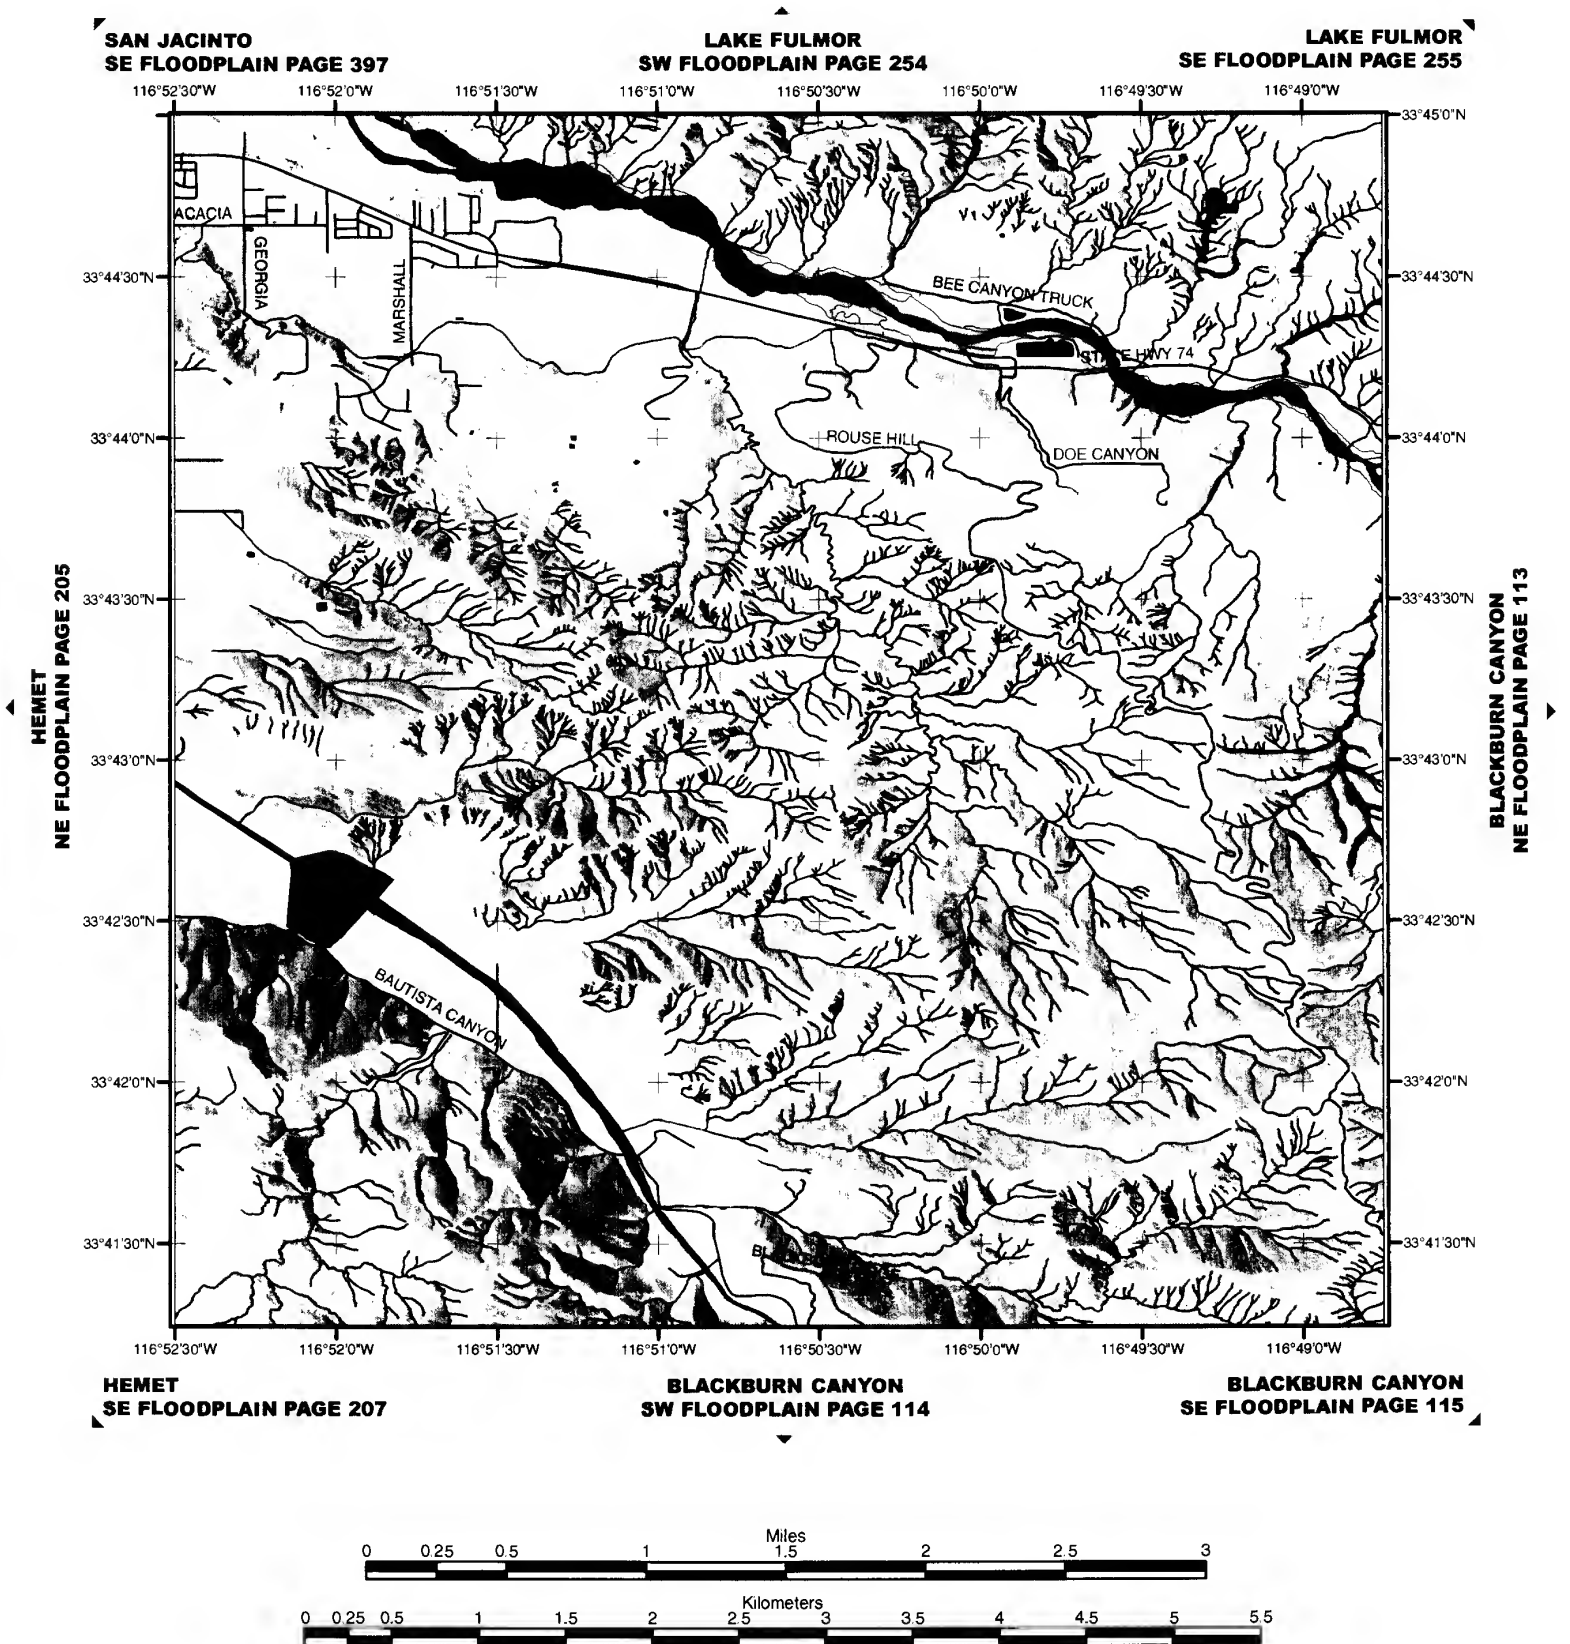 SAN JACINTO
SE FLOODPLAIN PAGE 397
LAKE FULMOR
SW FLOODPLAIN PAGE 254
LAKE FULMOR
SE FLOODPLAIN PAGE 255
116°52'30"W 116°52'0"W 116°51'30"W 116°51'0"W 116°50'30"W 116°50'0"W 116°49'30"W 116°49'0"W
33°45'0"N
ACACIA
GEORGIA
MARSHALL
33°44'30"N
33°44'30"N
BEE CANYON TRUCK
STATE HWY 74
33°44'0"N
ROUSE HILL
DOE CANYON
33°44'0"N
33°43'30"N
33°43'30"N
HEMET
NE FLOODPLAIN PAGE 205
BLACKBURN CANYON
NE FLOODPLAIN PAGE 113
33°43'0"N
33°43'0"N
33°42'30"N
33°42'30"N
BAUTISTA CANYON
33°42'0"N
33°42'0"N
33°41'30"N
33°41'30"N
116°52'30"W 116°52'0"W 116°51'30"W 116°51'0"W 116°50'30"W 116°50'0"W 116°49'30"W 116°49'0"W
HEMET
SE FLOODPLAIN PAGE 207
BLACKBURN CANYON
SW FLOODPLAIN PAGE 114
BLACKBURN CANYON
SE FLOODPLAIN PAGE 115
Miles
0 0.25 0.5 1 1.5 2 2.5 3
Kilometers
0 0.25 0.5 1 1.5 2 2.5 3 3.5 4 4.5 5 5.5